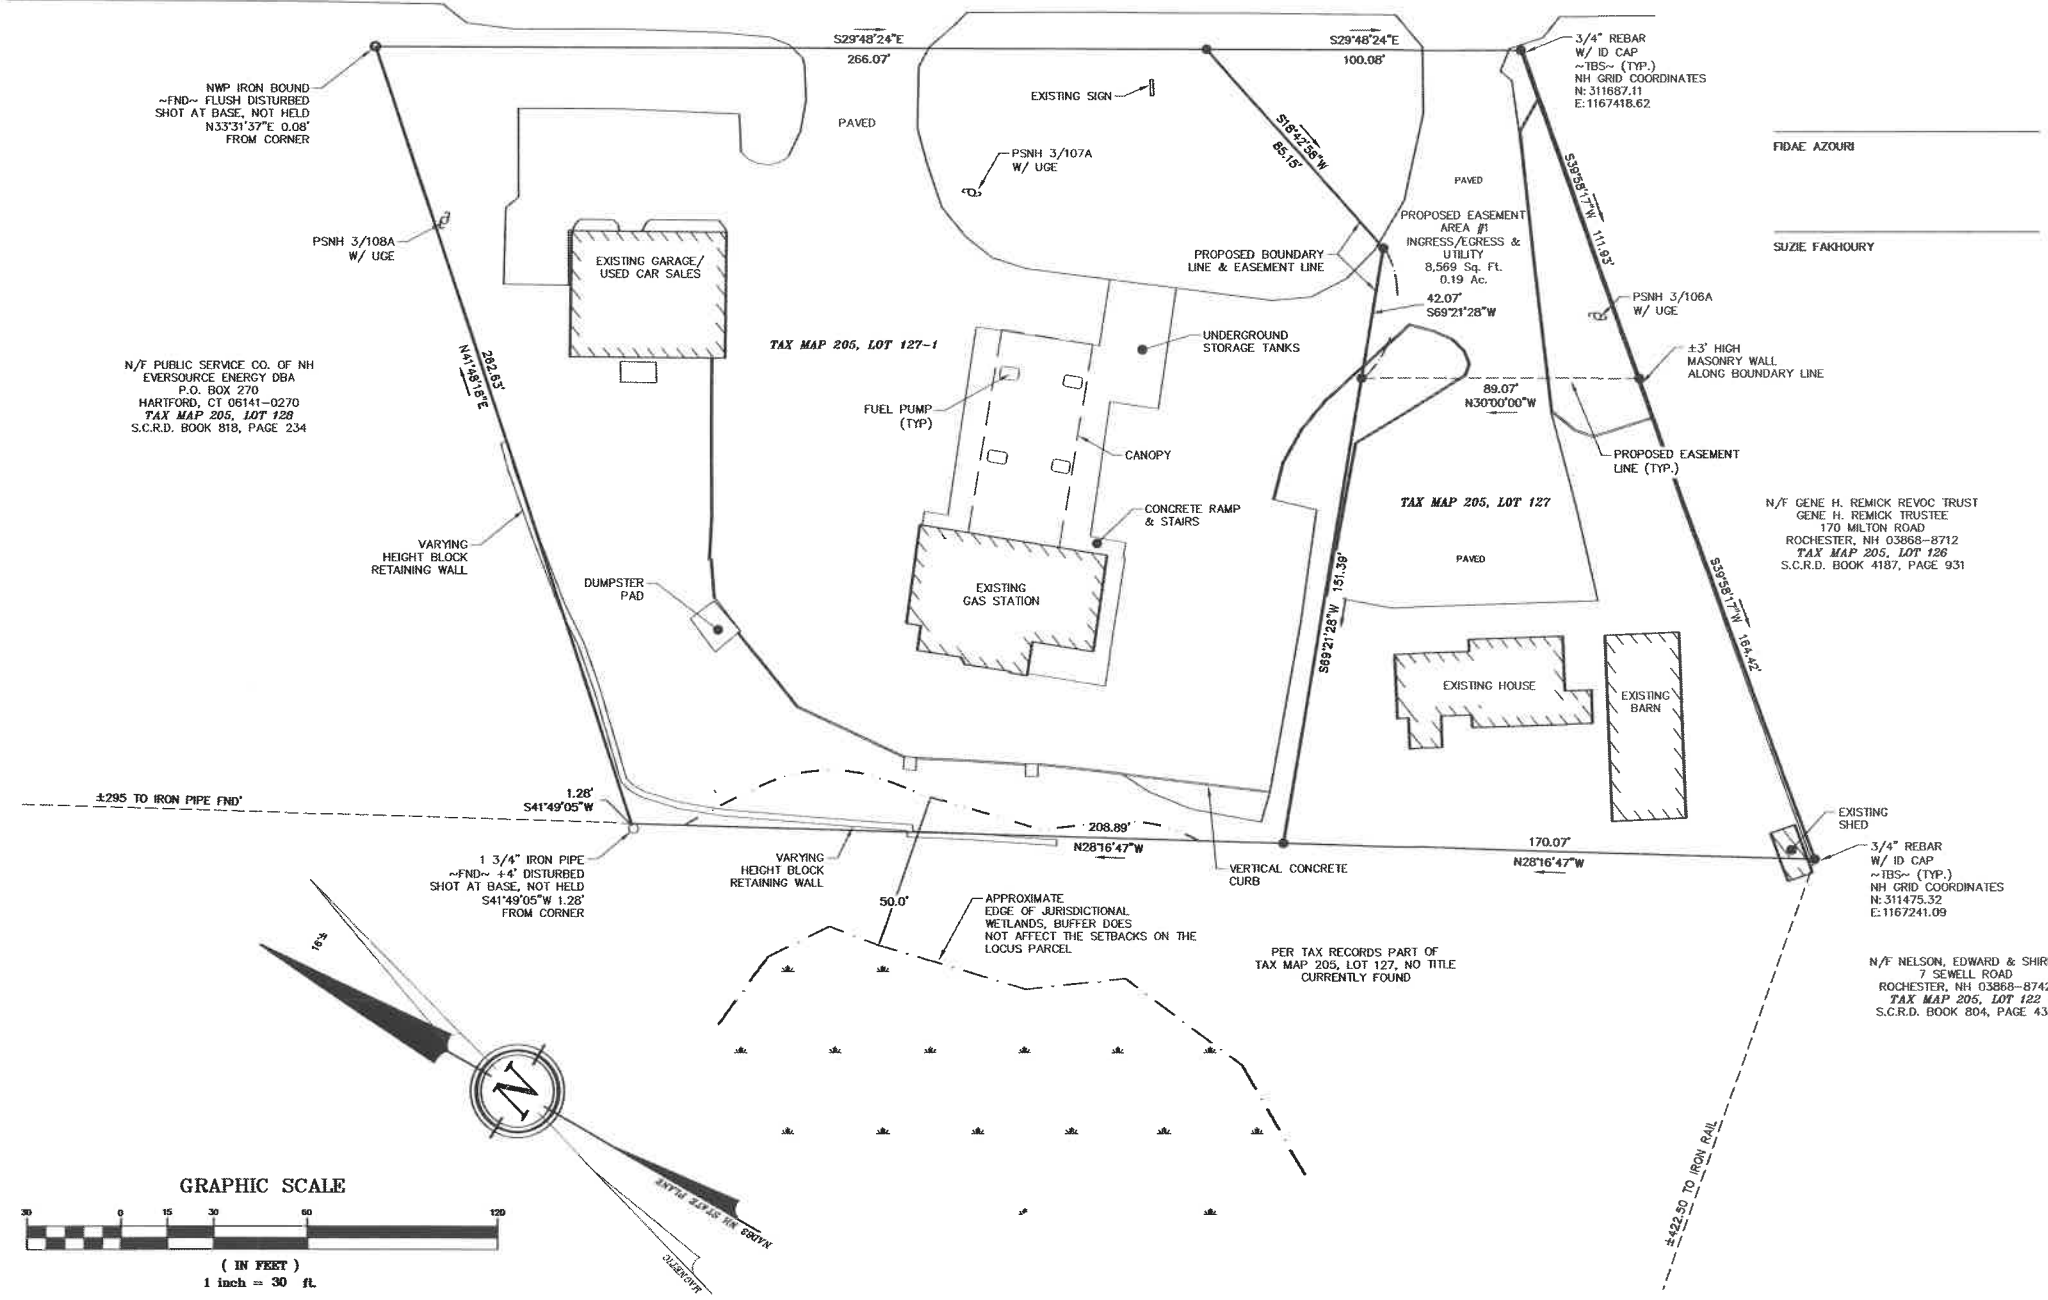 S29°48'24"E
266.07'
S29°48'24"E
100.08'
3/4" REBAR
W/ ID CAP
~TBS~ (TYP.)
NH GRID COORDINATES
N: 311687.11
E: 1167418.62
NWP IRON BOUND
~FND~ FLUSH DISTURBED
SHOT AT BASE, NOT HELD
N33°31'37"E 0.08'
FROM CORNER
EXISTING SIGN
PAVED
PSNH 3/107A
W/ UGE
S18°42'58"W
85.15'
PAVED
S39°58'17"W 111.93'
FIDAE AZOURI
SUZIE FAKHOURY
PSNH 3/108A
W/ UGE
EXISTING GARAGE/
USED CAR SALES
PROPOSED BOUNDARY
LINE & EASEMENT LINE
PROPOSED EASEMENT
AREA #1
INGRESS/EGRESS &
UTILITY
8,569 Sq. Ft.
0.19 Ac.
42.07'
S69°21'28"W
PSNH 3/106A
W/ UGE
N/F PUBLIC SERVICE CO. OF NH
EVERSOURCE ENERGY DBA
P.O. BOX 270
HARTFORD, CT 06141-0270
TAX MAP 205, LOT 128
S.C.R.D. BOOK 818, PAGE 234
262.63'
N41°48'18"E
TAX MAP 205, LOT 127-1
UNDERGROUND
STORAGE TANKS
±3' HIGH
MASONRY WALL
ALONG BOUNDARY LINE
89.07'
N30°00'00"W
FUEL PUMP
(TYP)
CANOPY
PROPOSED EASEMENT
LINE (TYP.)
CONCRETE RAMP
& STAIRS
TAX MAP 205, LOT 127
PAVED
N/F GENE H. REMICK REVOC TRUST
GENE H. REMICK TRUSTEE
170 MILTON ROAD
ROCHESTER, NH 03868-8712
TAX MAP 205, LOT 126
S.C.R.D. BOOK 4187, PAGE 931
VARYING
HEIGHT BLOCK
RETAINING WALL
DUMPSTER
PAD
EXISTING
GAS STATION
S69°21'28"W 151.39'
S39°58'17"W 164.42'
EXISTING HOUSE
EXISTING
BARN
±295 TO IRON PIPE FND'
1.28'
S41°49'05"W
208.89'
N28°16'47"W
170.07'
N28°16'47"W
EXISTING
SHED
1 3/4" IRON PIPE
~FND~ +4' DISTURBED
SHOT AT BASE, NOT HELD
S41°49'05"W 1.28'
FROM CORNER
VARYING
HEIGHT BLOCK
RETAINING WALL
VERTICAL CONCRETE
CURB
3/4" REBAR
W/ ID CAP
~TBS~ (TYP.)
NH GRID COORDINATES
N: 311475.32
E: 1167241.09
50.0'
APPROXIMATE
EDGE OF JURISDICTIONAL
WETLANDS, BUFFER DOES
NOT AFFECT THE SETBACKS ON THE
LOCUS PARCEL
PER TAX RECORDS PART OF
TAX MAP 205, LOT 127, NO TITLE
CURRENTLY FOUND
N/F NELSON, EDWARD & SHIR
7 SEWELL ROAD
ROCHESTER, NH 03868-8742
TAX MAP 205, LOT 122
S.C.R.D. BOOK 804, PAGE 43
N
NAD83 NH STATE PLANE
MAGNETIC
±422.50 TO IRON RAIL
GRAPHIC SCALE
30 0 15 30 60 120
( IN FEET )
1 inch = 30 ft.